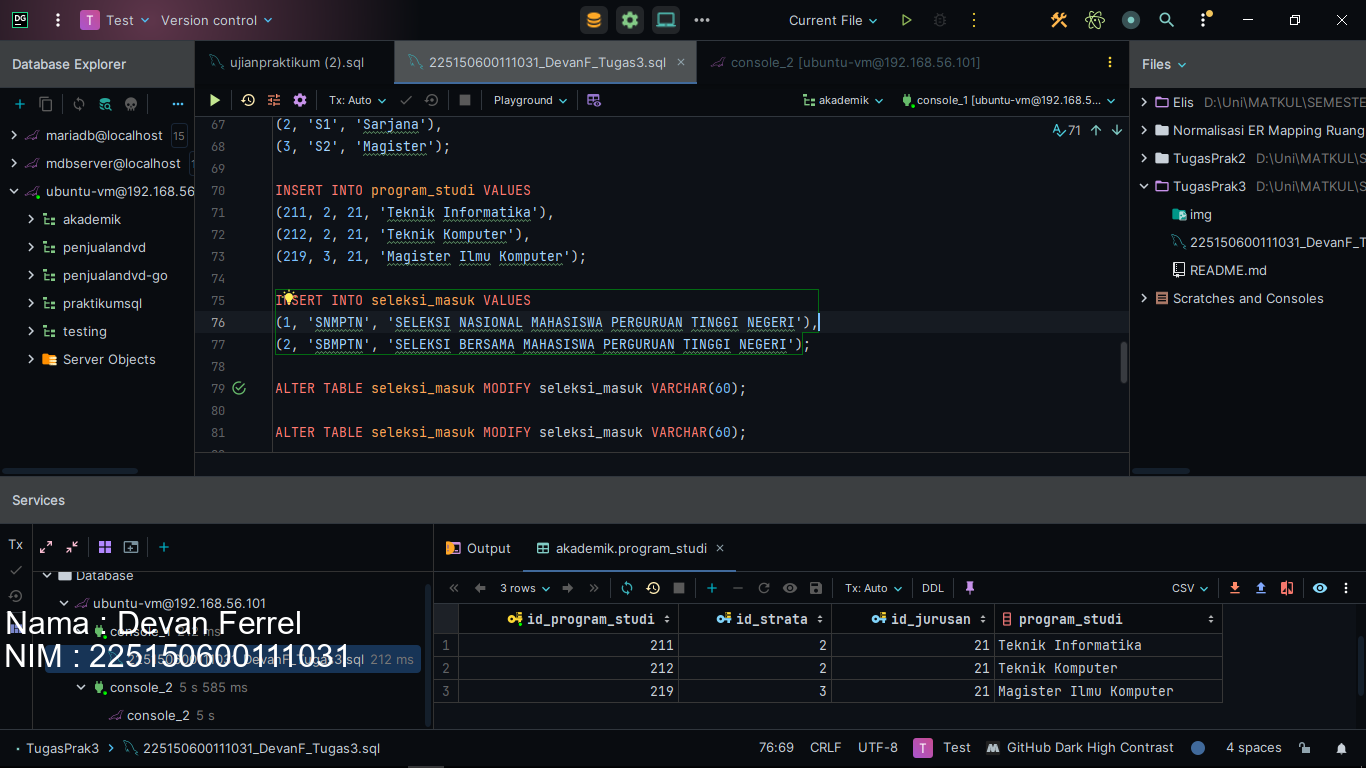 DG
T Test Version control Current File
Database Explorer
ujianpraktikum (2).sql 225150600111031_DevanF_Tugas3.sql console_2 [ubuntu-vm@192.168.56.101]
Files
Tx: Auto Playground akademik console_1 [ubuntu-vm@192.168.5...
mariadb@localhost 15
mdbserver@localhost
ubuntu-vm@192.168.56
akademik
penjualandvd
penjualandvd-go
praktikumsql
testing
Server Objects
71
67 (2, 'S1', 'Sarjana'),
68 (3, 'S2', 'Magister');
69
70 INSERT INTO program_studi VALUES
71 (211, 2, 21, 'Teknik Informatika'),
72 (212, 2, 21, 'Teknik Komputer'),
73 (219, 3, 21, 'Magister Ilmu Komputer');
74
75 INSERT INTO seleksi_masuk VALUES
76 (1, 'SNMPTN', 'SELEKSI NASIONAL MAHASISWA PERGURUAN TINGGI NEGERI'),
77 (2, 'SBMPTN', 'SELEKSI BERSAMA MAHASISWA PERGURUAN TINGGI NEGERI');
78
79 ALTER TABLE seleksi_masuk MODIFY seleksi_masuk VARCHAR(60);
80
81 ALTER TABLE seleksi_masuk MODIFY seleksi_masuk VARCHAR(60);
Elis D:\Uni\MATKUL\SEMESTE
Normalisasi ER Mapping Ruang
TugasPrak2 D:\Uni\MATKUL\S
TugasPrak3 D:\Uni\MATKUL\S
img
225150600111031_DevanF_T
README.md
Scratches and Consoles
Services
Tx
Database
ubuntu-vm@192.168.56.101
Nama : Devan Ferrel
NIM : 225150600111031
225150600111031_DevanF_Tugas3.sql 212 ms
console_2 5 s 585 ms
console_2 5 s
Output akademik.program_studi
3 rows Tx: Auto DDL CSV
id_program_studi id_strata id_jurusan program_studi
1 211 2 21 Teknik Informatika
2 212 2 21 Teknik Komputer
3 219 3 21 Magister Ilmu Komputer
TugasPrak3 225150600111031_DevanF_Tugas3.sql 76:69 CRLF UTF-8 T Test GitHub Dark High Contrast 4 spaces